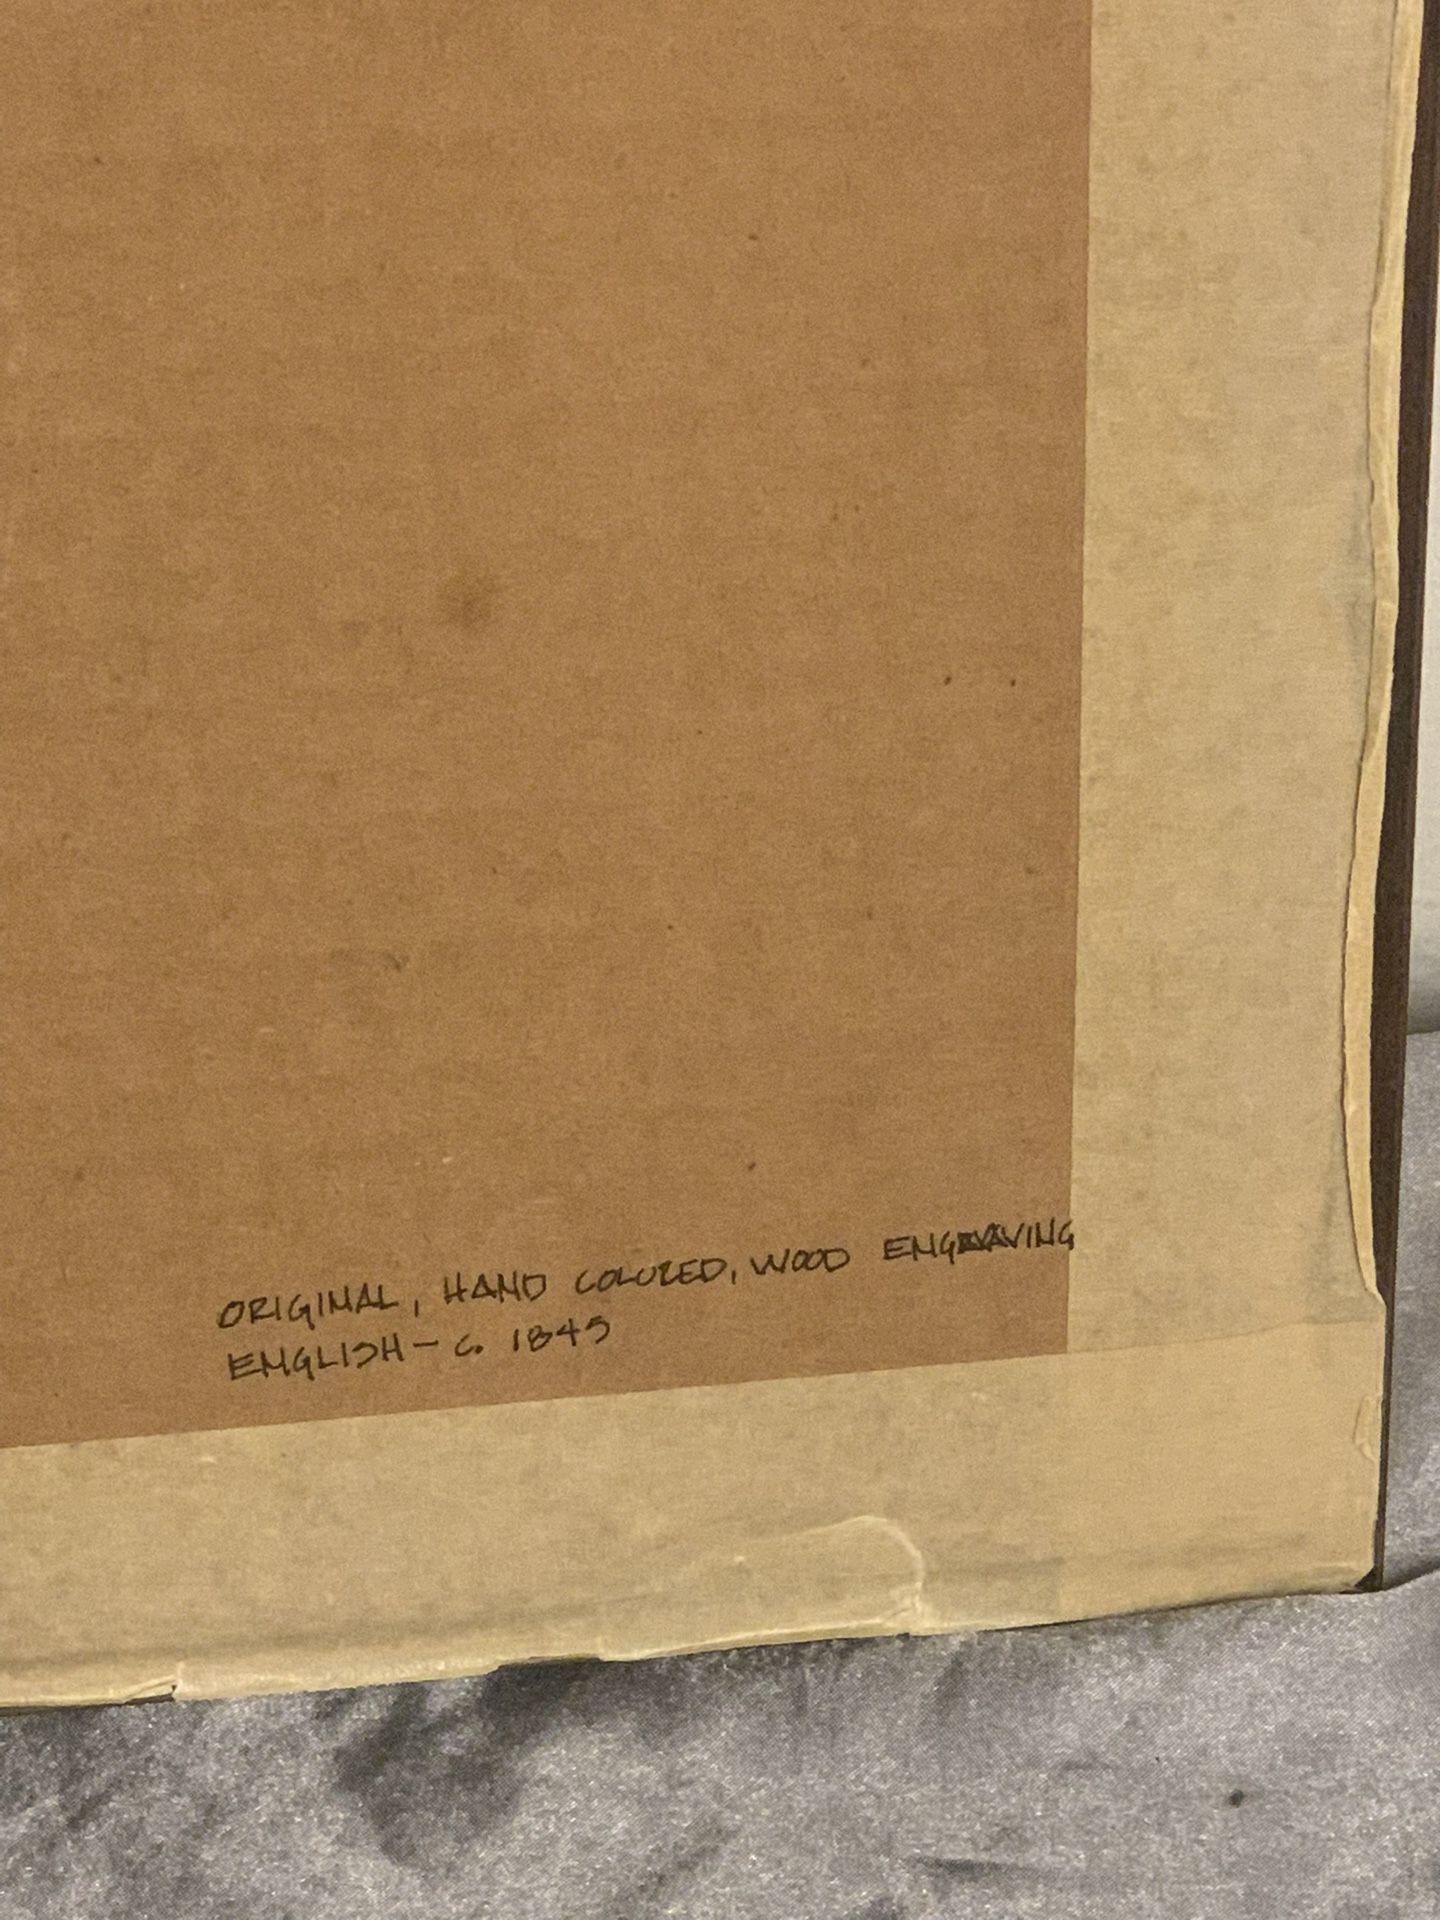 ORIGINAL, HAND COLORED, WOOD ENGRAVING
ENGLISH - c. 1845